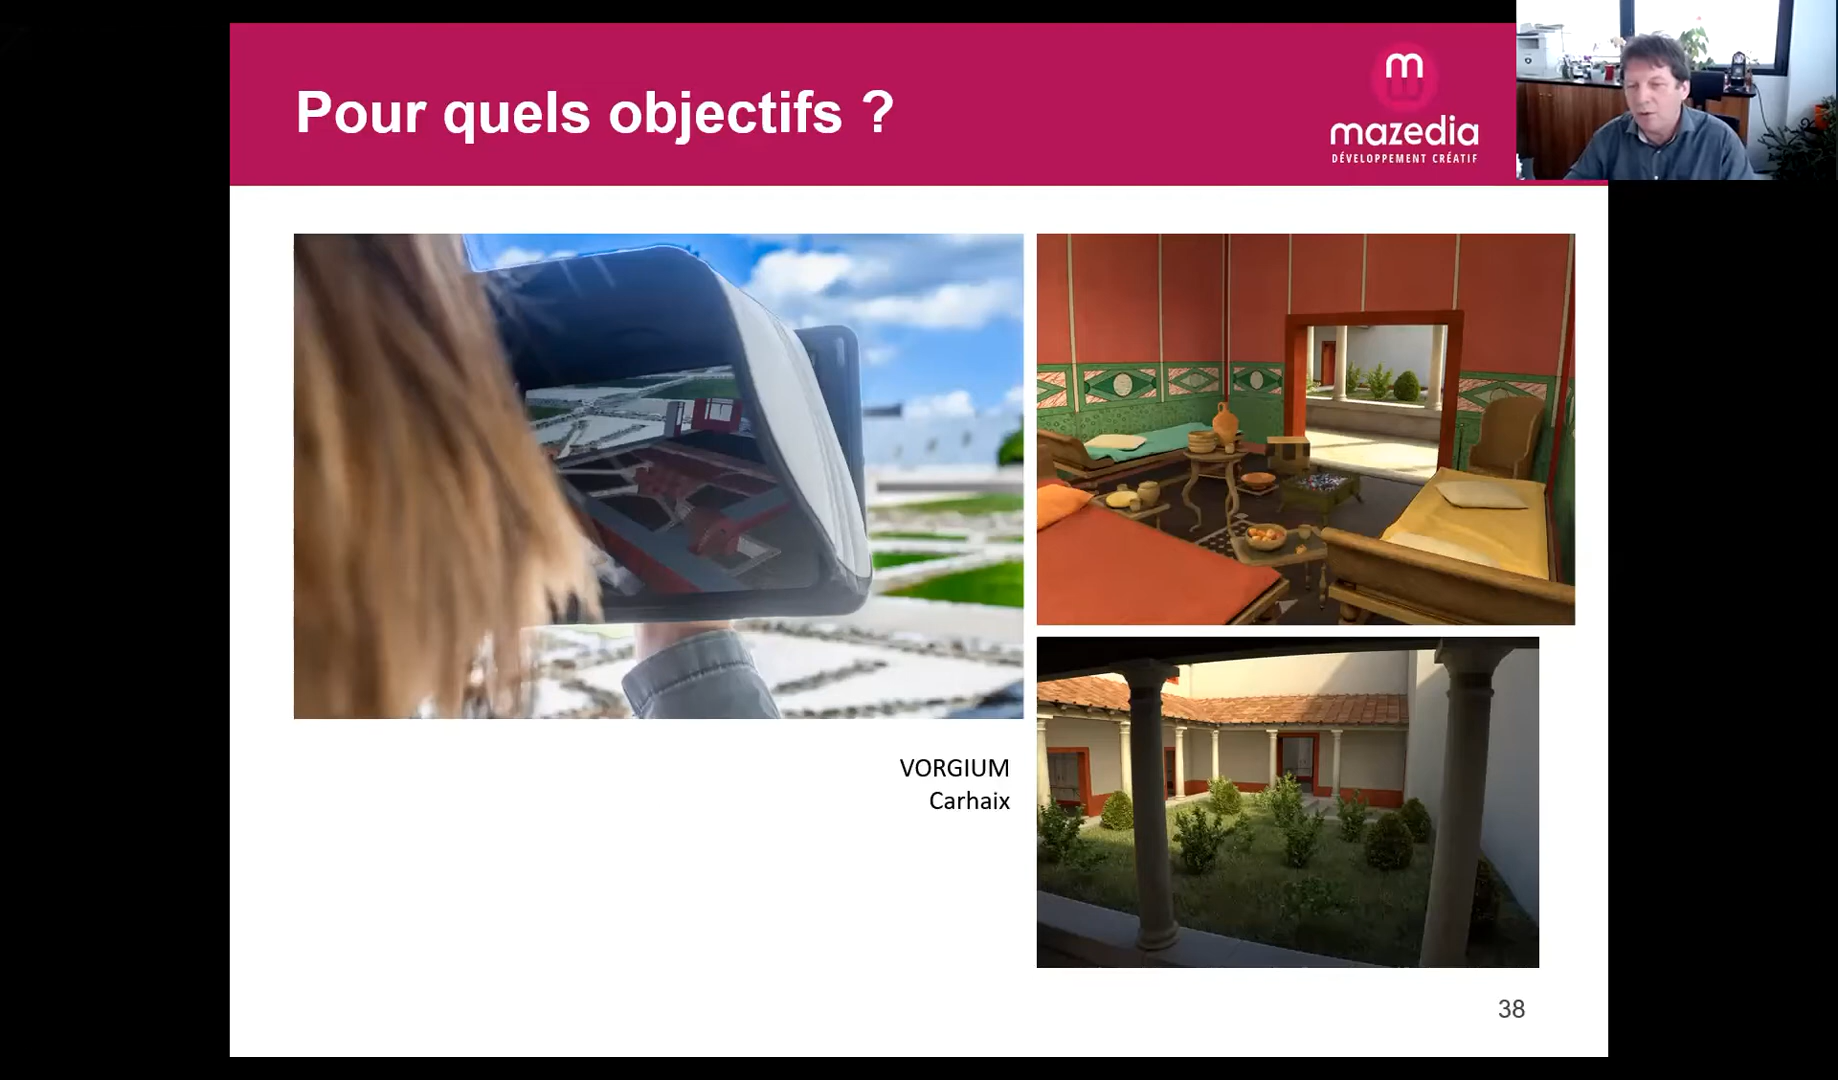 Pour quels objectifs ?
m
mazedia
DÉVELOPPEMENT CRÉATIF
VORGIUM
Carhaix
38